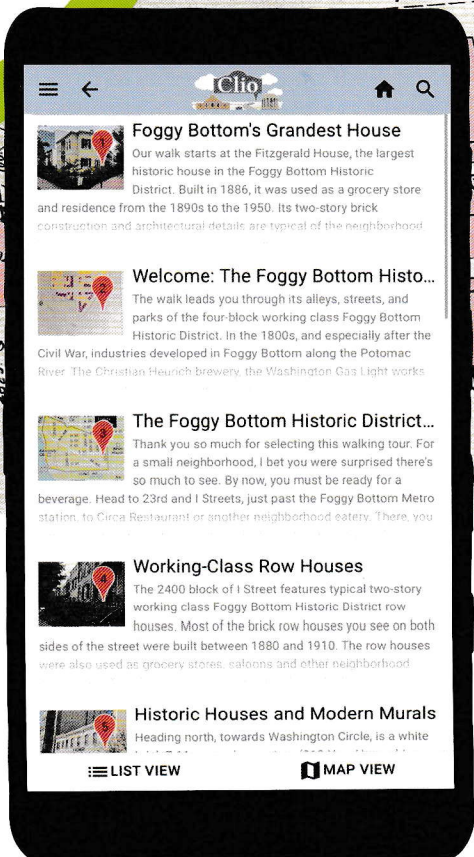 Clio
1
Foggy Bottom's Grandest House
Our walk starts at the Fitzgerald House, the largest
historic house in the Foggy Bottom Historic
District. Built in 1886, it was used as a grocery store
and residence from the 1890s to the 1950. Its two-story brick
construction and architectural details are typical of the neighborhood
2
Welcome: The Foggy Bottom Histo...
The walk leads you through its alleys, streets, and
parks of the four-block working class Foggy Bottom
Historic District. In the 1800s, and especially after the
Civil War, industries developed in Foggy Bottom along the Potomac
River. The Christian Heurich brewery, the Washington Gas Light works
3
The Foggy Bottom Historic District...
Thank you so much for selecting this walking tour. For
a small neighborhood, I bet you were surprised there's
so much to see. By now, you must be ready for a
beverage. Head to 23rd and I Streets, just past the Foggy Bottom Metro
station, to Circa Restaurant or another neighborhood eatery. There, you
4
Working-Class Row Houses
The 2400 block of I Street features typical two-story
working class Foggy Bottom Historic District row
houses. Most of the brick row houses you see on both
sides of the street were built between 1880 and 1910. The row houses
were also used as grocery stores, saloons and other neighborhood
5
Historic Houses and Modern Murals
Heading north, towards Washington Circle, is a white
LIST VIEW
MAP VIEW